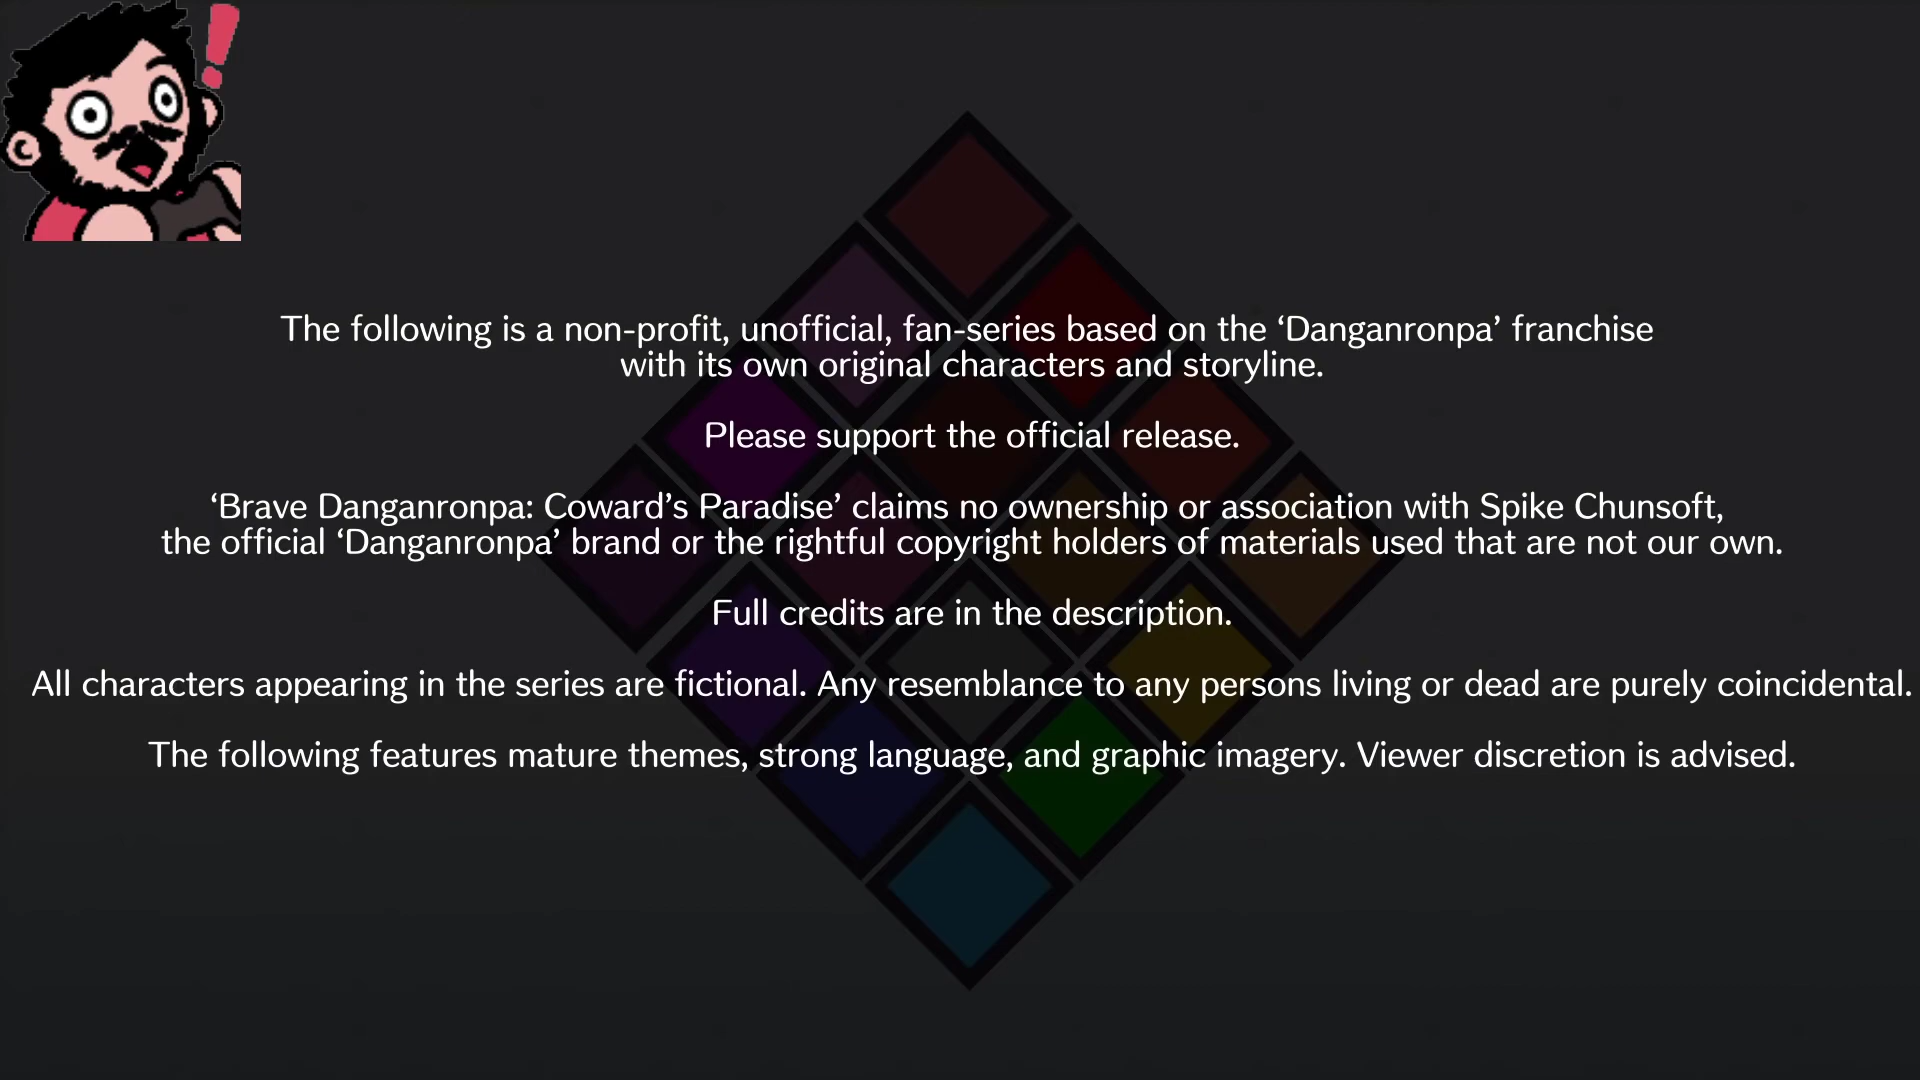 The following is a non-profit, unofficial, fan-series based on the ‘Danganronpa’ franchise
with its own original characters and storyline.
Please support the official release.
‘Brave Danganronpa: Coward’s Paradise’ claims no ownership or association with Spike Chunsoft,
the official ‘Danganronpa’ brand or the rightful copyright holders of materials used that are not our own.
Full credits are in the description.
All characters appearing in the series are fictional. Any resemblance to any persons living or dead are purely coincidental.
The following features mature themes, strong language, and graphic imagery. Viewer discretion is advised.